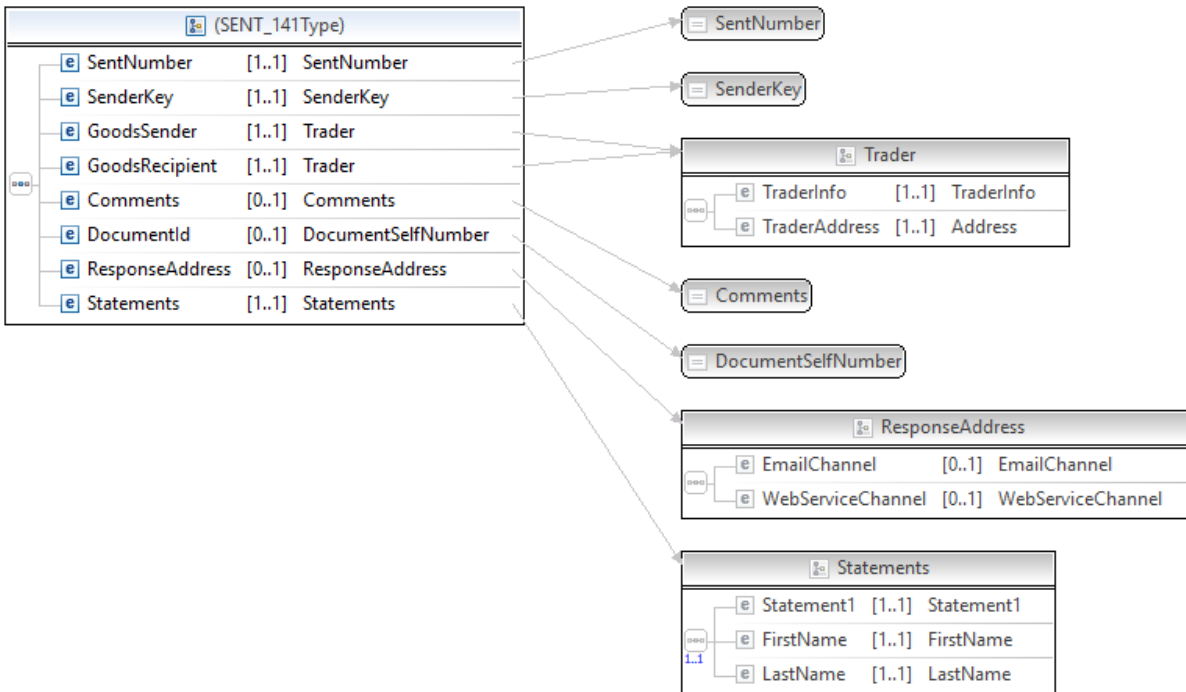 (SENT_141Type)
SentNumber [1..1] SentNumber
SenderKey [1..1] SenderKey
GoodsSender [1..1] Trader
GoodsRecipient [1..1] Trader
Comments [0..1] Comments
DocumentId [0..1] DocumentSelfNumber
ResponseAddress [0..1] ResponseAddress
Statements [1..1] Statements
SentNumber
SenderKey
Trader
TraderInfo [1..1] TraderInfo
TraderAddress [1..1] Address
Comments
DocumentSelfNumber
ResponseAddress
EmailChannel [0..1] EmailChannel
WebServiceChannel [0..1] WebServiceChannel
Statements
Statement1 [1..1] Statement1
FirstName [1..1] FirstName
1..1
LastName [1..1] LastName